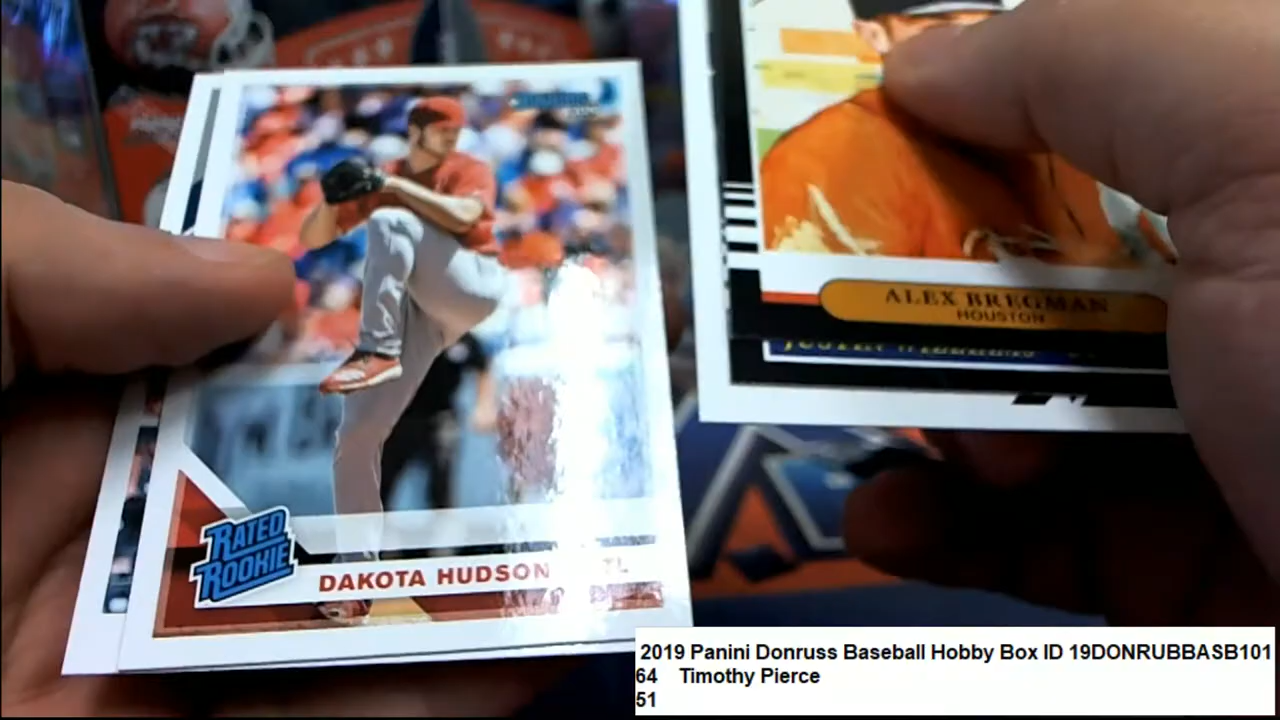 RATED
ROOKIE
DAKOTA HUDSON
ALEX BREGMAN
HOUSTON
2019 Panini Donruss Baseball Hobby Box ID 19DONRUBBASB101
64 Timothy Pierce
51